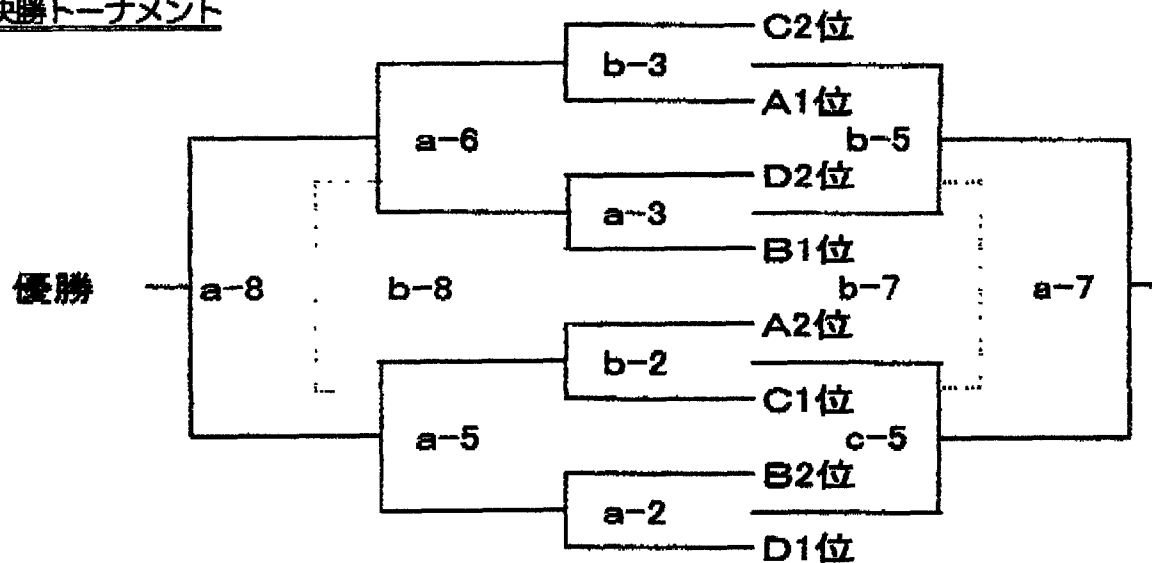 決勝トーナメント
C2位
b-3
A1位
a-6
b-5
D2位
a-3
B1位
優勝
a-8
b-8
b-7
a-7
A2位
b-2
C1位
a-5
c-5
B2位
a-2
D1位